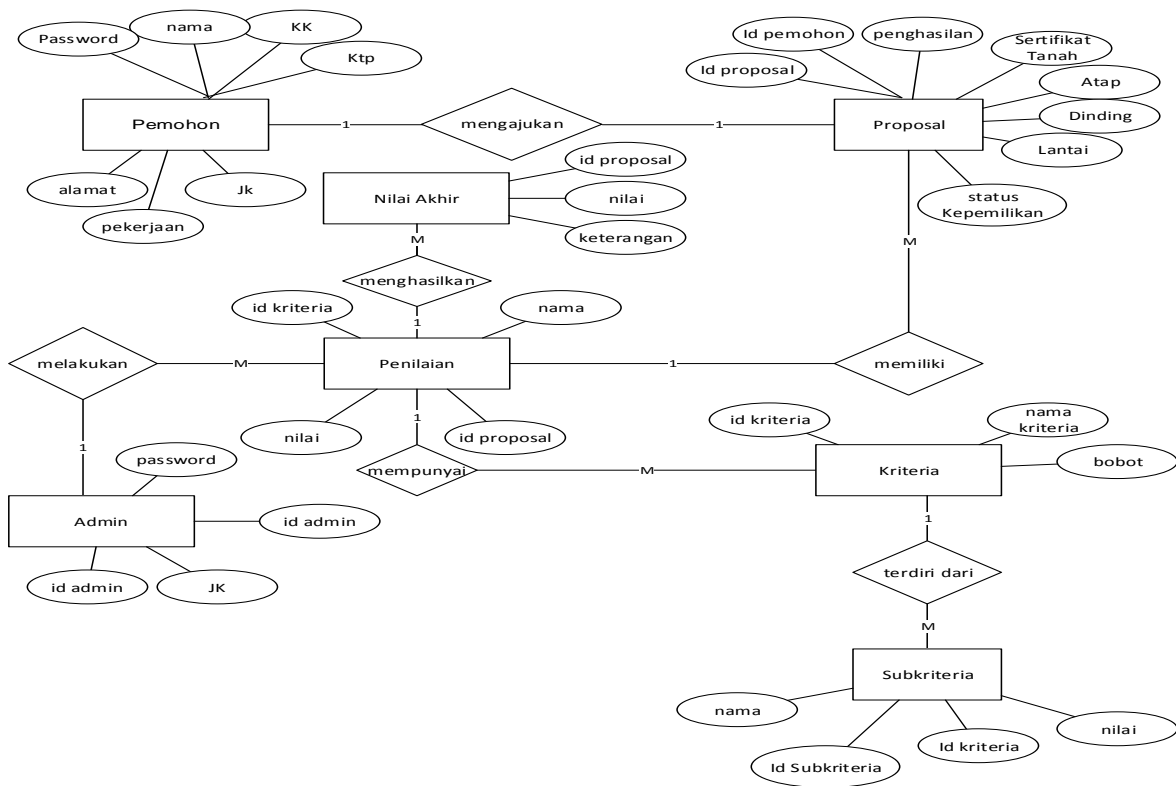 Password
nama
KK
Ktp
Pemohon
alamat
pekerjaan
Jk
1
mengajukan
1
Id pemohon
penghasilan
Sertifikat
Tanah
Id proposal
Atap
Dinding
Lantai
Proposal
status
Kepemilikan
Nilai Akhir
id proposal
nilai
keterangan
M
menghasilkan
1
M
id kriteria
nama
melakukan
M
Penilaian
1
memiliki
nilai
id proposal
1
mempunyai
M
1
password
Admin
id admin
id admin
JK
id kriteria
nama
kriteria
bobot
Kriteria
1
terdiri dari
M
Subkriteria
nama
Id Subkriteria
Id kriteria
nilai